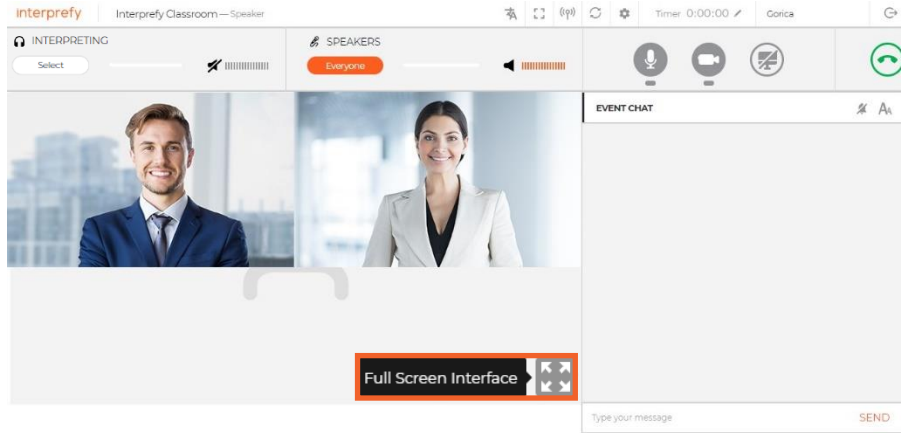 interprefy
Interprefy Classroom — Speaker
Timer 0:00:00
Gorica
INTERPRETING
Select
SPEAKERS
Everyone
EVENT CHAT
Full Screen Interface
Type your message
SEND